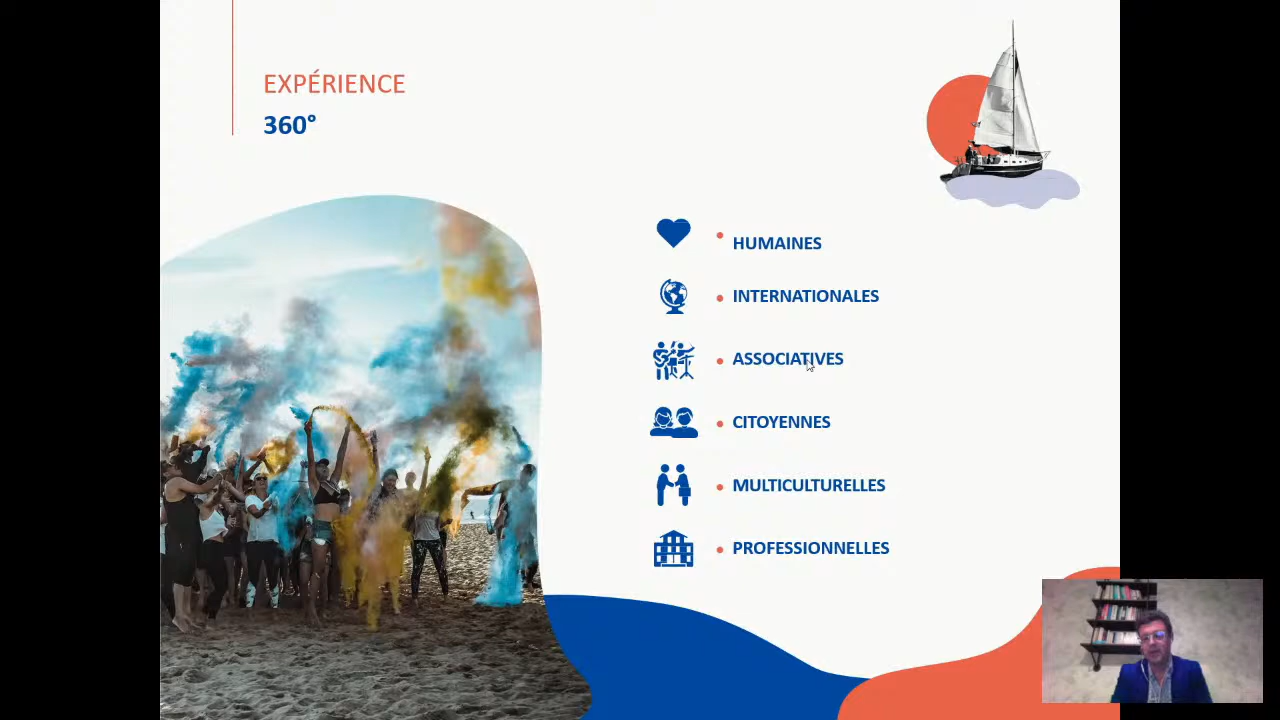 EXPÉRIENCE
360°
HUMAINES
INTERNATIONALES
ASSOCIATIVES
CITOYENNES
MULTICULTURELLES
PROFESSIONNELLES